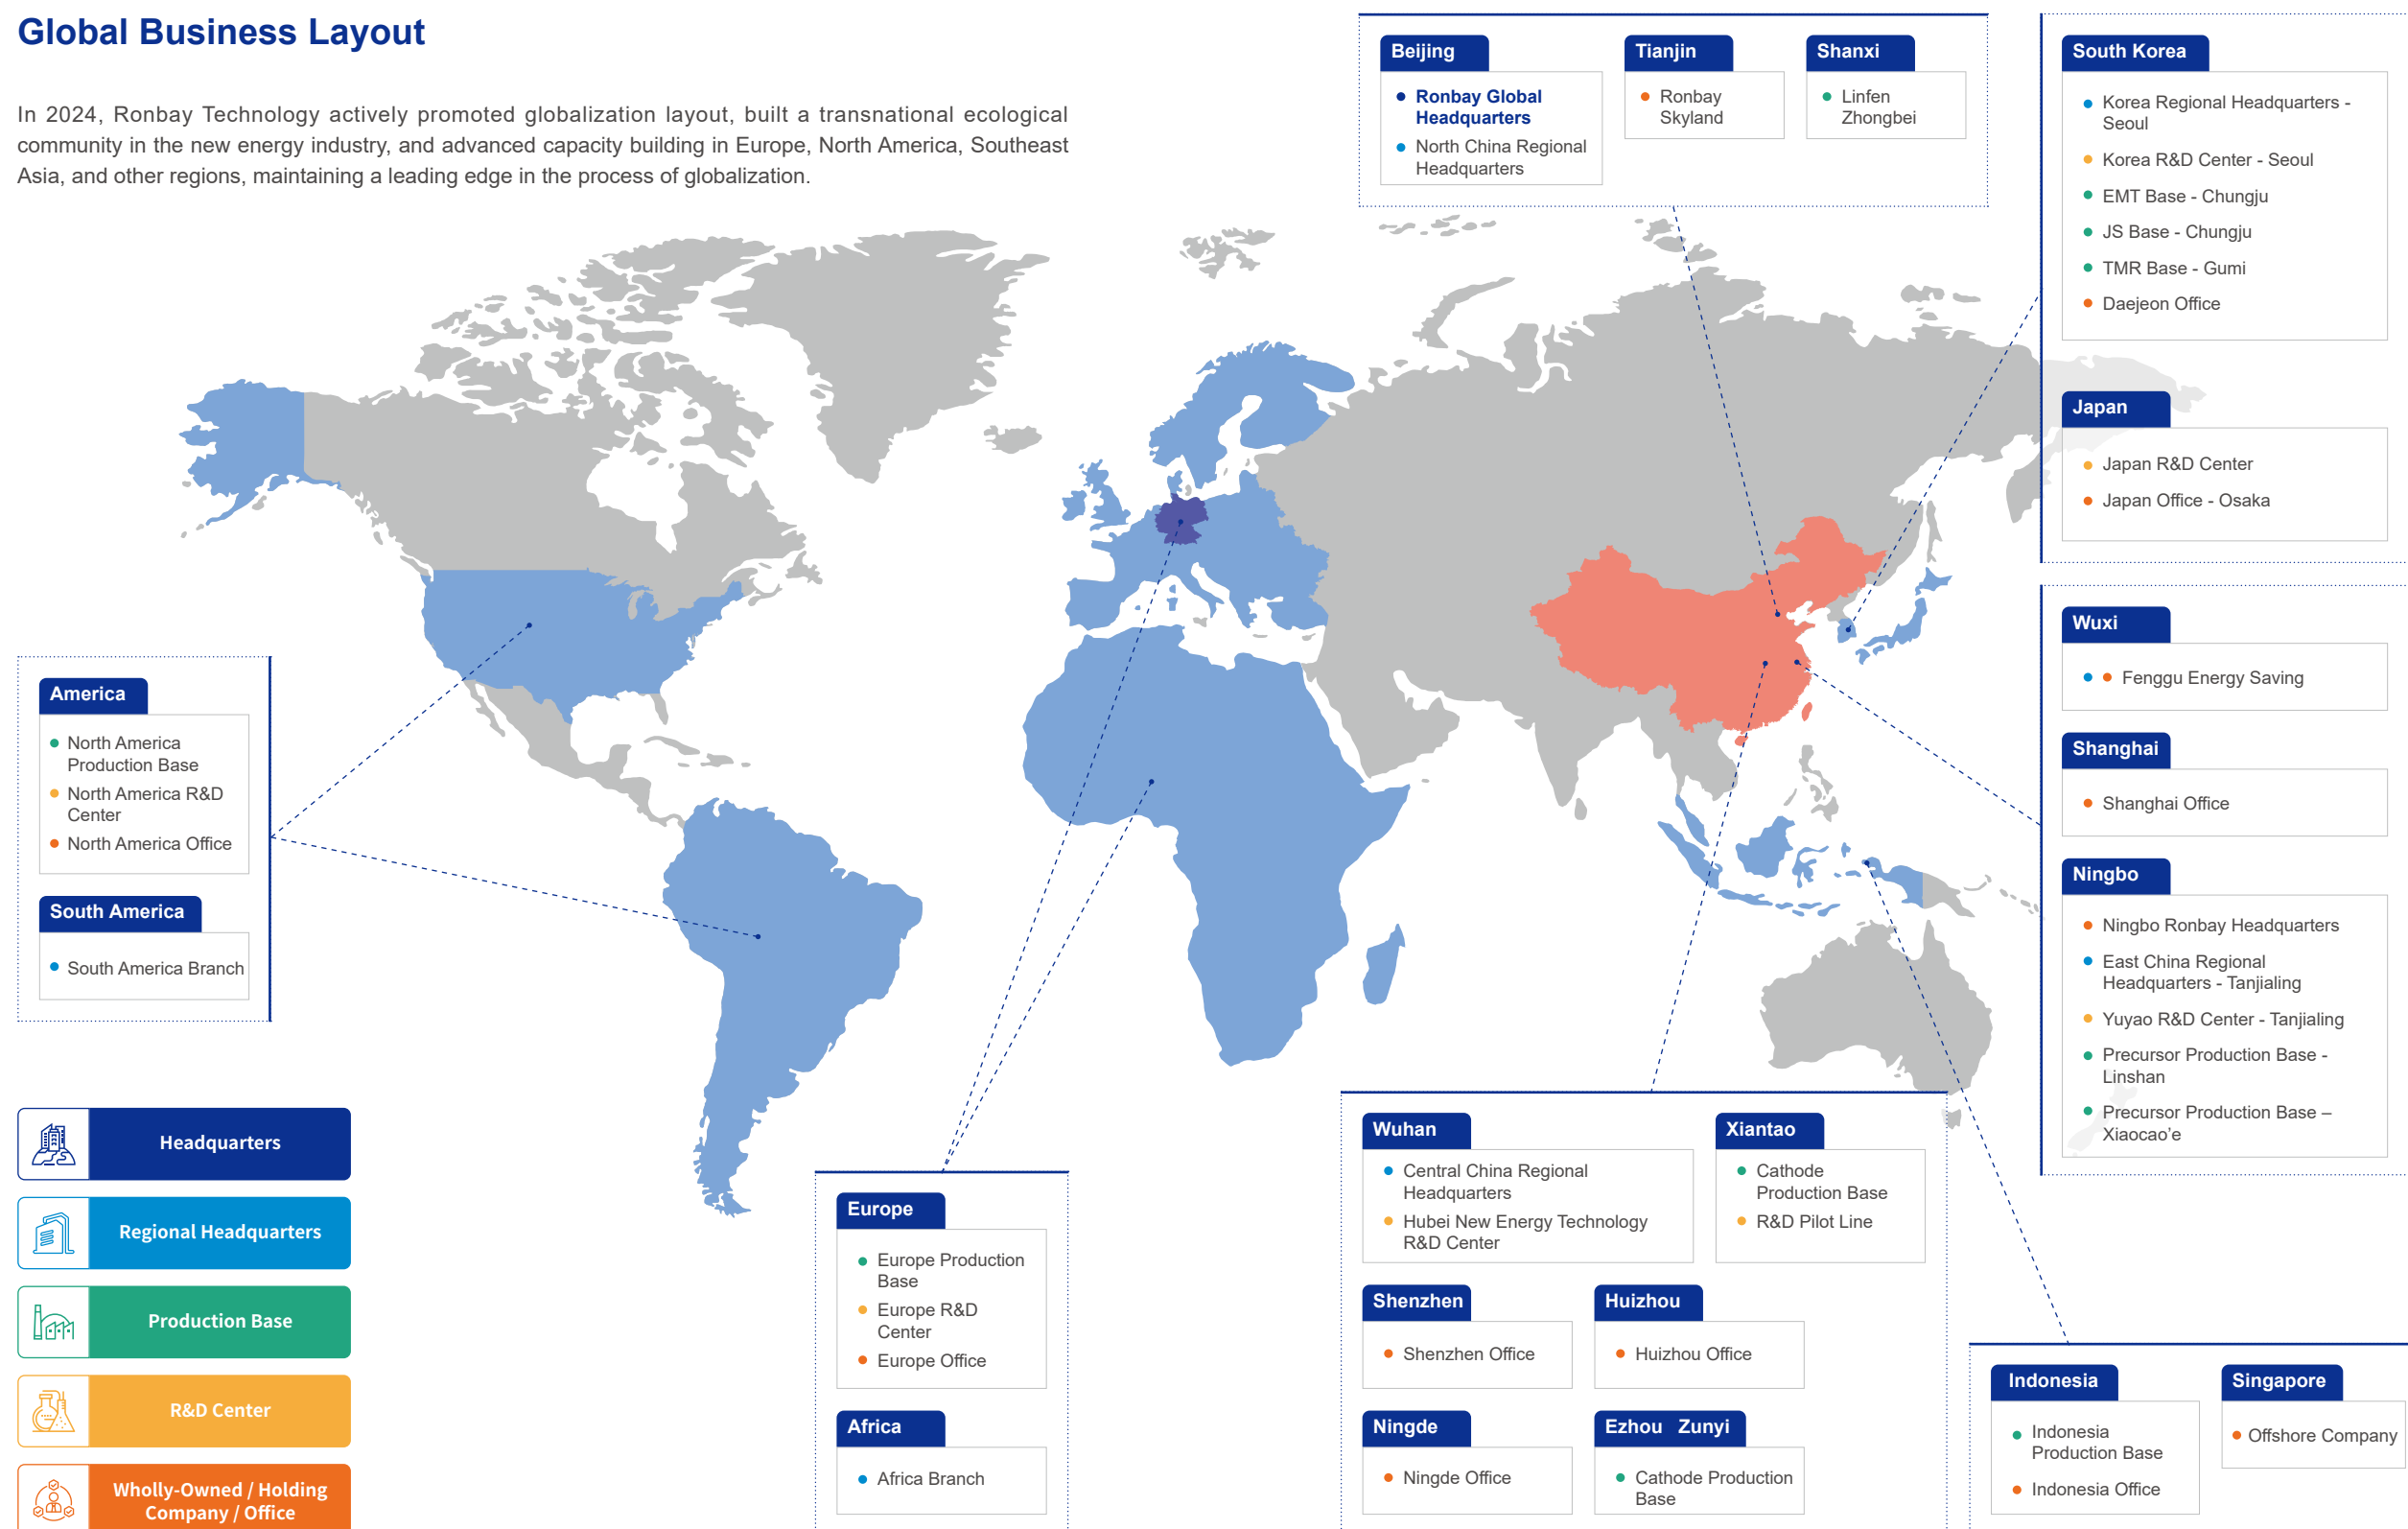 Global Business Layout
In 2024, Ronbay Technology actively promoted globalization layout, built a transnational ecological
community in the new energy industry, and advanced capacity building in Europe, North America, Southeast
Asia, and other regions, maintaining a leading edge in the process of globalization.
Beijing
Ronbay Global
Headquarters
North China Regional
Headquarters
Tianjin
Ronbay
Skyland
Shanxi
Linfen
Zhongbei
South Korea
Korea Regional Headquarters -
Seoul
Korea R&D Center - Seoul
EMT Base - Chungju
JS Base - Chungju
TMR Base - Gumi
Daejeon Office
Japan
Japan R&D Center
Japan Office - Osaka
Wuxi
Fenggu Energy Saving
Shanghai
Shanghai Office
Ningbo
Ningbo Ronbay Headquarters
East China Regional
Headquarters - Tanjialing
Yuyao R&D Center - Tanjialing
Precursor Production Base -
Linshan
Precursor Production Base –
Xiaocao’e
America
North America
Production Base
North America R&D
Center
North America Office
South America
South America Branch
Headquarters
Regional Headquarters
Production Base
R&D Center
Wholly-Owned / Holding
Company / Office
Europe
Europe Production
Base
Europe R&D
Center
Europe Office
Africa
Africa Branch
Wuhan
Central China Regional
Headquarters
Hubei New Energy Technology
R&D Center
Xiantao
Cathode
Production Base
R&D Pilot Line
Shenzhen
Shenzhen Office
Huizhou
Huizhou Office
Ningde
Ningde Office
Ezhou Zunyi
Cathode Production
Base
Indonesia
Indonesia
Production Base
Indonesia Office
Singapore
Offshore Company